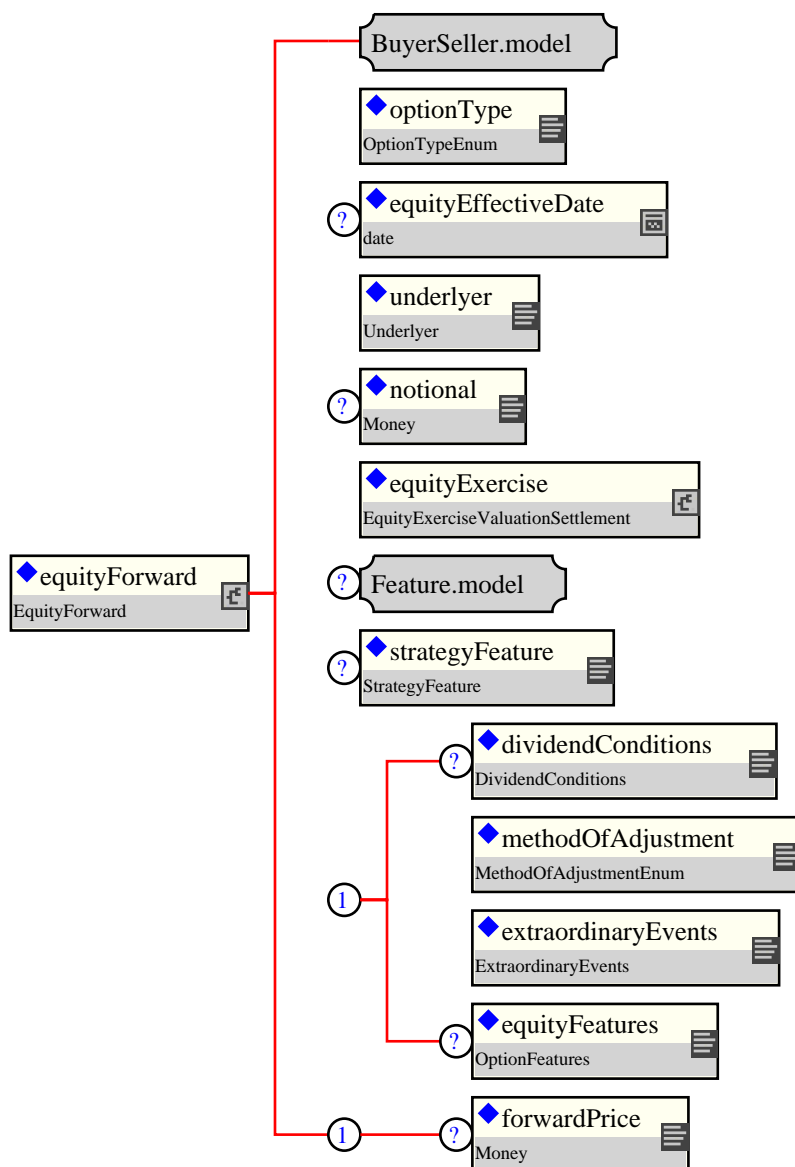 BuyerSeller.model
optionType
OptionTypeEnum
?
equityEffectiveDate
date
underlyer
Underlyer
?
notional
Money
equityExercise
EquityExerciseValuationSettlement
equityForward
EquityForward
?
Feature.model
?
strategyFeature
StrategyFeature
?
dividendConditions
DividendConditions
methodOfAdjustment
MethodOfAdjustmentEnum
1
extraordinaryEvents
ExtraordinaryEvents
?
equityFeatures
OptionFeatures
1
?
forwardPrice
Money